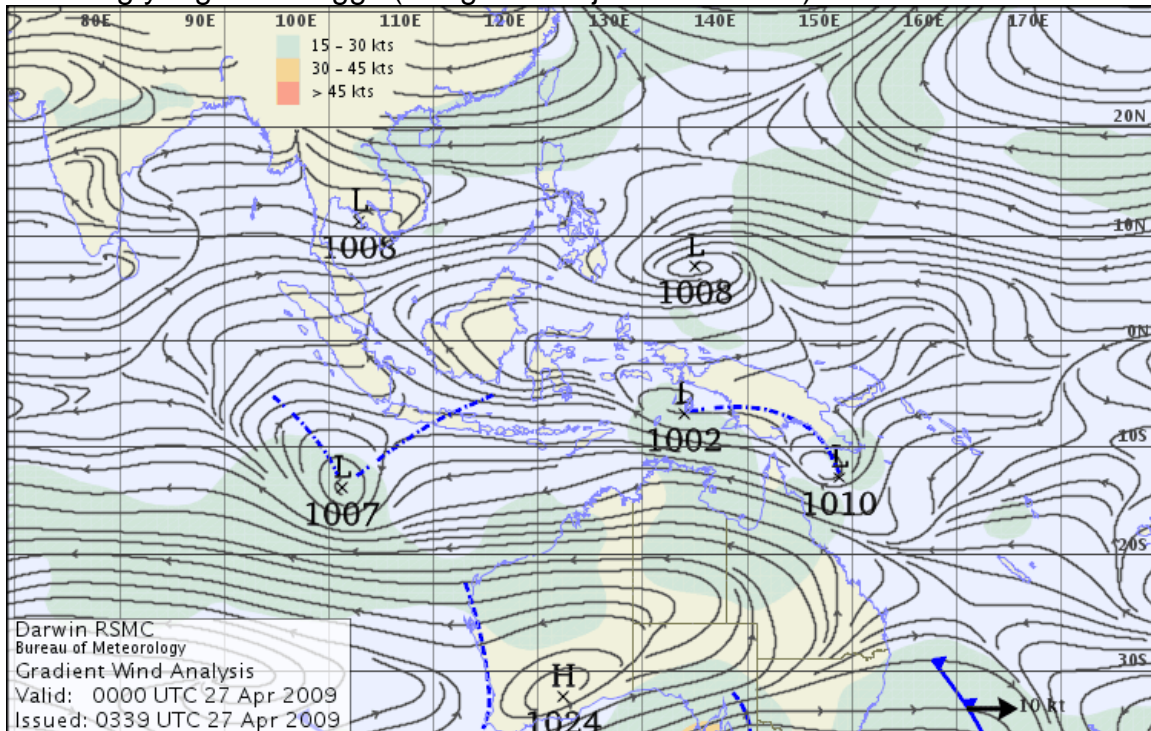 80E 90E 100E 110E 120E 130E 140E 150E 160E 170E
15 - 30 kts
30 - 45 kts
> 45 kts
20N
L
1008
10N
L
1008
0N
L
1002
10S
L
1007
L
1010
20S
Darwin RSMC
Bureau of Meteorology
Gradient Wind Analysis
Valid: 0000 UTC 27 Apr 2009
Issued: 0339 UTC 27 Apr 2009
30S
H
1024
10 kt